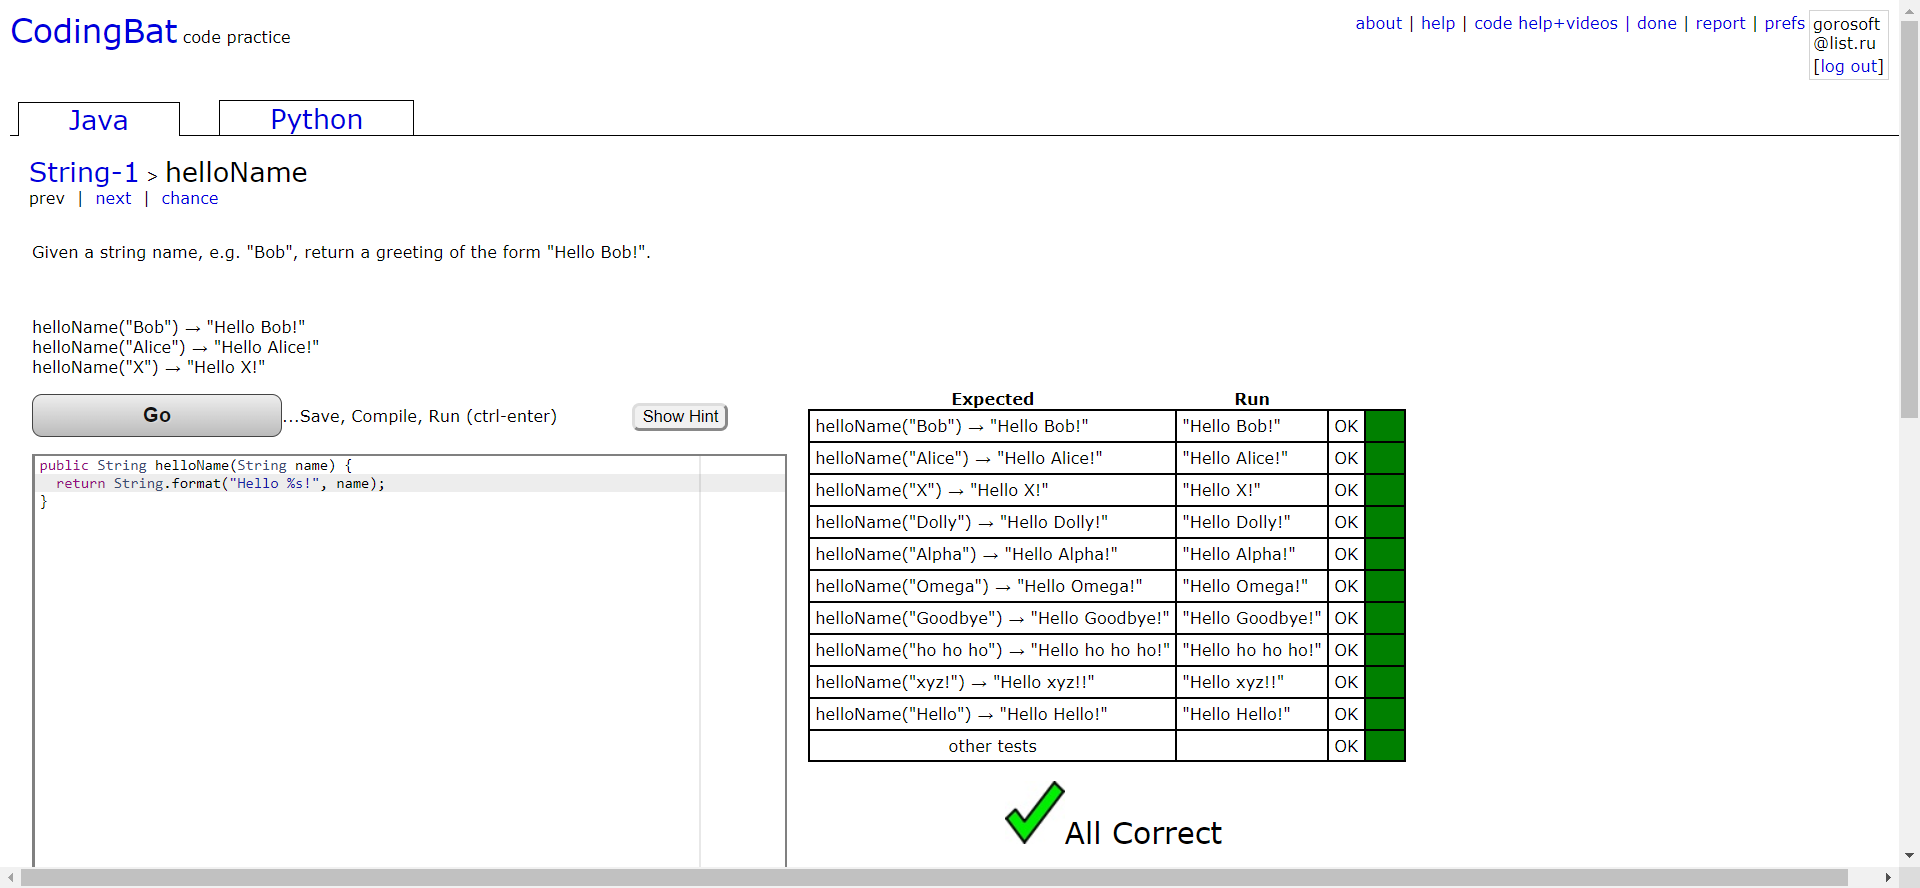 CodingBat code practice
about | help | code help+videos | done | report | prefs
gorosoft
@list.ru
[log out]
Java
Python
String-1 > helloName
prev | next | chance
Given a string name, e.g. "Bob", return a greeting of the form "Hello Bob!".
helloName("Bob") → "Hello Bob!"
helloName("Alice") → "Hello Alice!"
helloName("X") → "Hello X!"
Go ...Save, Compile, Run (ctrl-enter) Show Hint
public String helloName(String name) {
  return String.format("Hello %s!", name);
}
Expected Run
helloName("Bob") → "Hello Bob!" "Hello Bob!" OK
helloName("Alice") → "Hello Alice!" "Hello Alice!" OK
helloName("X") → "Hello X!" "Hello X!" OK
helloName("Dolly") → "Hello Dolly!" "Hello Dolly!" OK
helloName("Alpha") → "Hello Alpha!" "Hello Alpha!" OK
helloName("Omega") → "Hello Omega!" "Hello Omega!" OK
helloName("Goodbye") → "Hello Goodbye!" "Hello Goodbye!" OK
helloName("ho ho ho") → "Hello ho ho ho!" "Hello ho ho ho!" OK
helloName("xyz!") → "Hello xyz!!" "Hello xyz!!" OK
helloName("Hello") → "Hello Hello!" "Hello Hello!" OK
other tests OK
All Correct